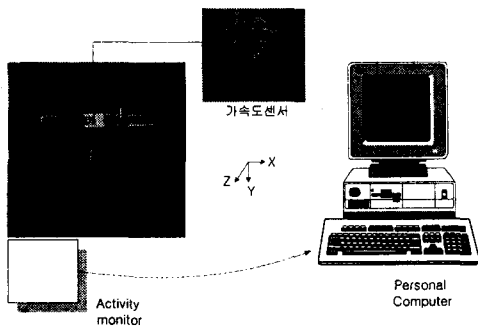 가속도센서
X
Z
Y
Activity
monitor
Personal
Computer